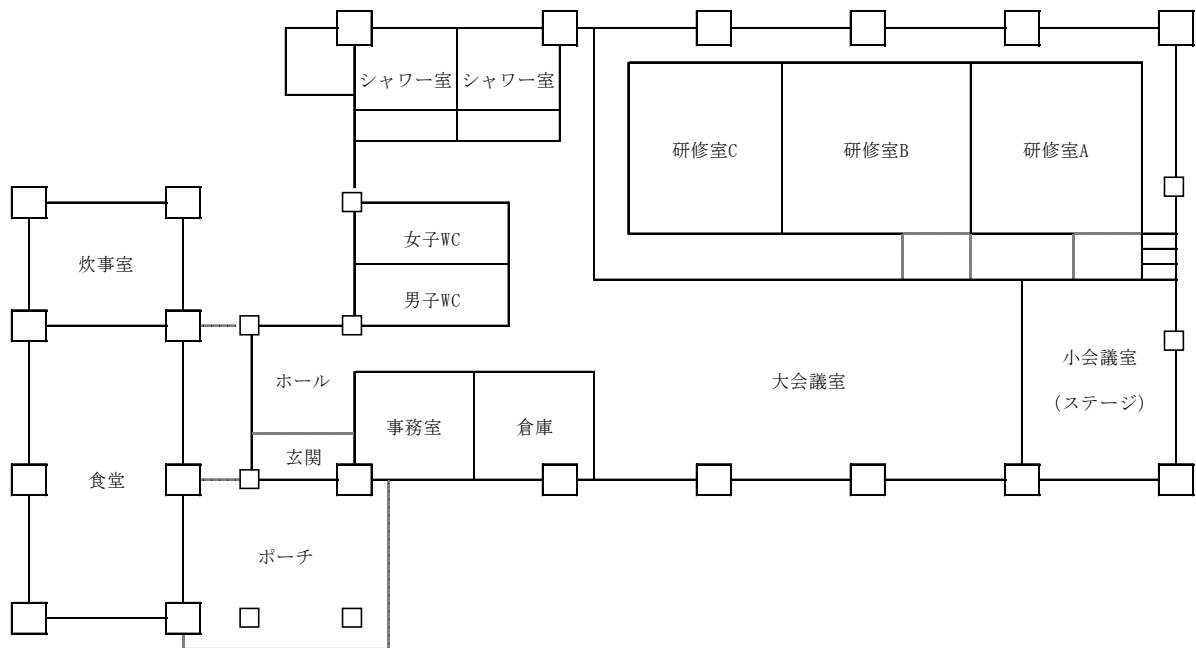 シャワー室 シャワー室
研修室C 研修室B 研修室A
女子WC
炊事室
男子WC
小会議室
ホール 大会議室
(ステージ)
事務室 倉庫
玄関
食堂
ポーチ